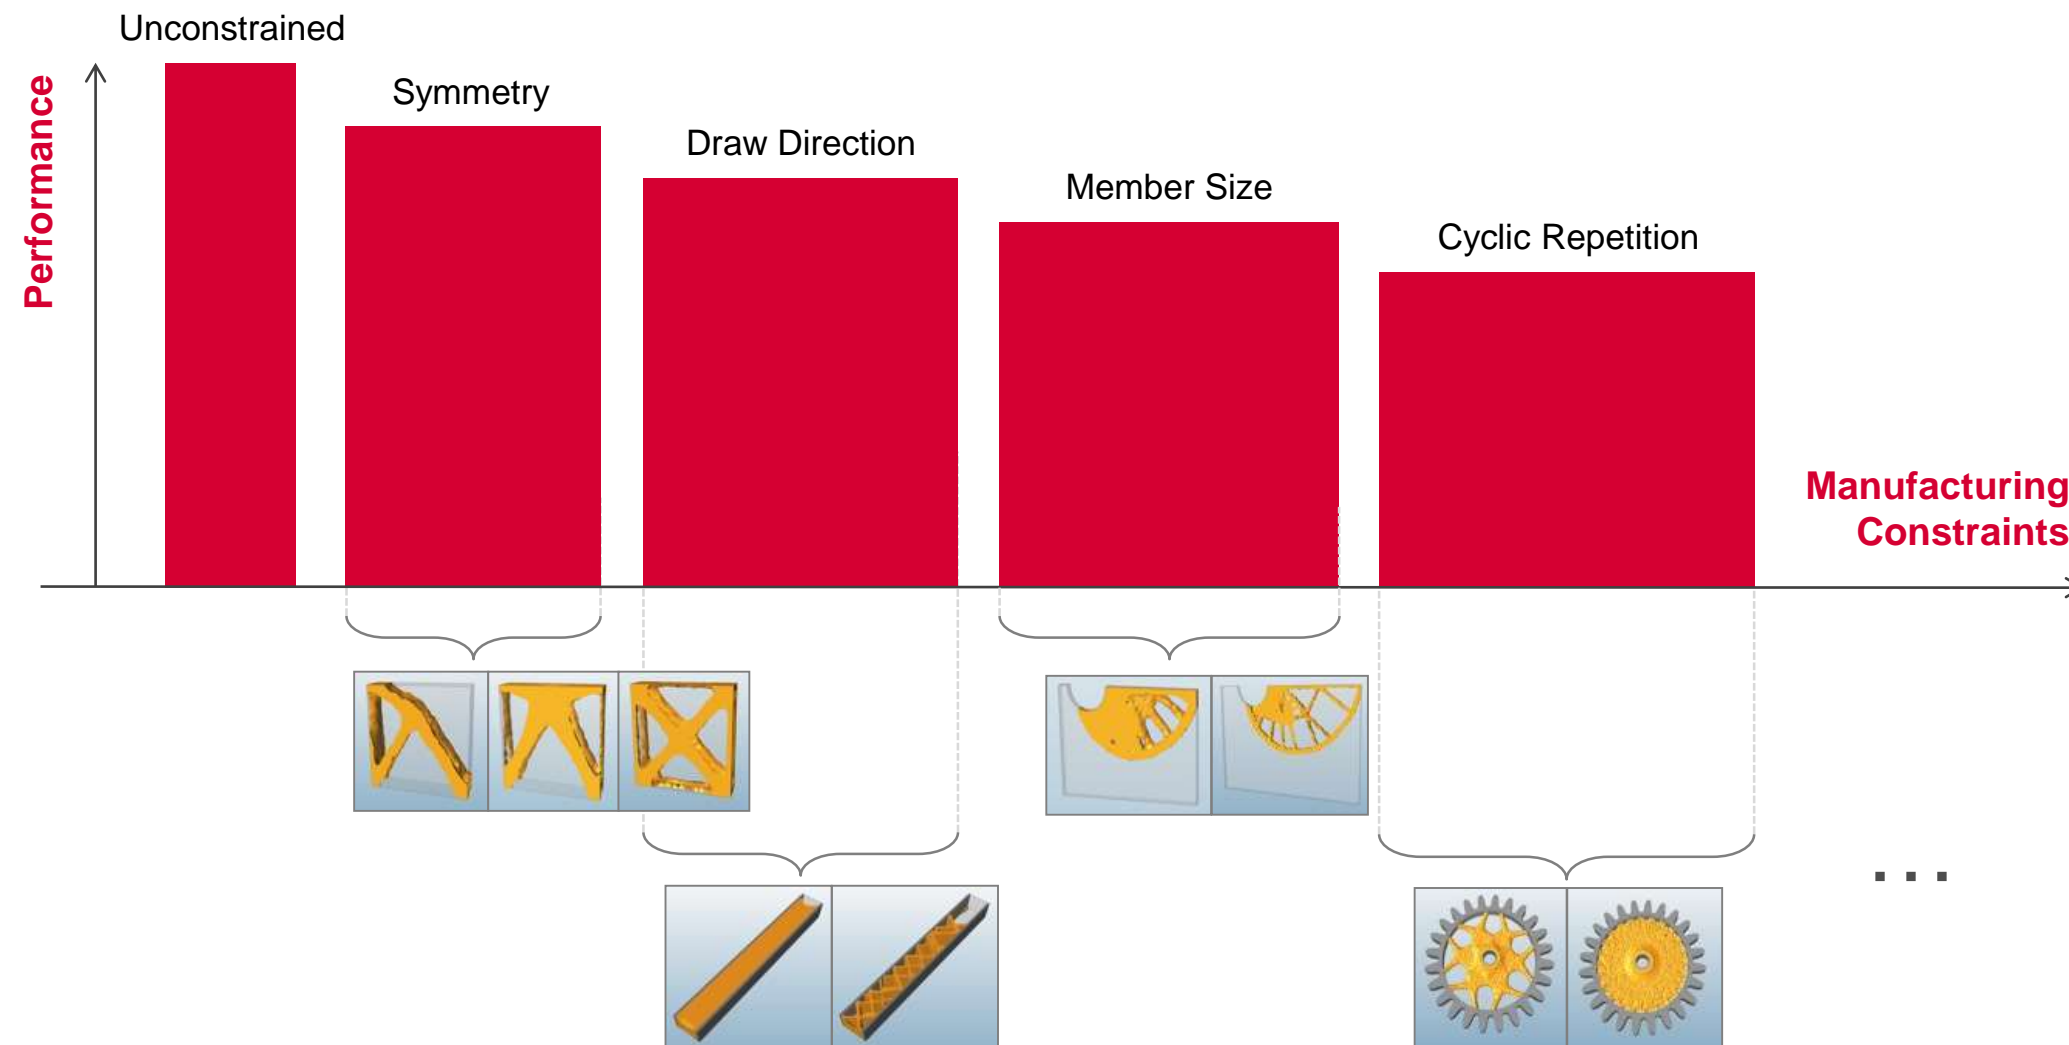 Unconstrained
Symmetry
Draw Direction
Member Size
Cyclic Repetition
Performance
Manufacturing
Constraints
...